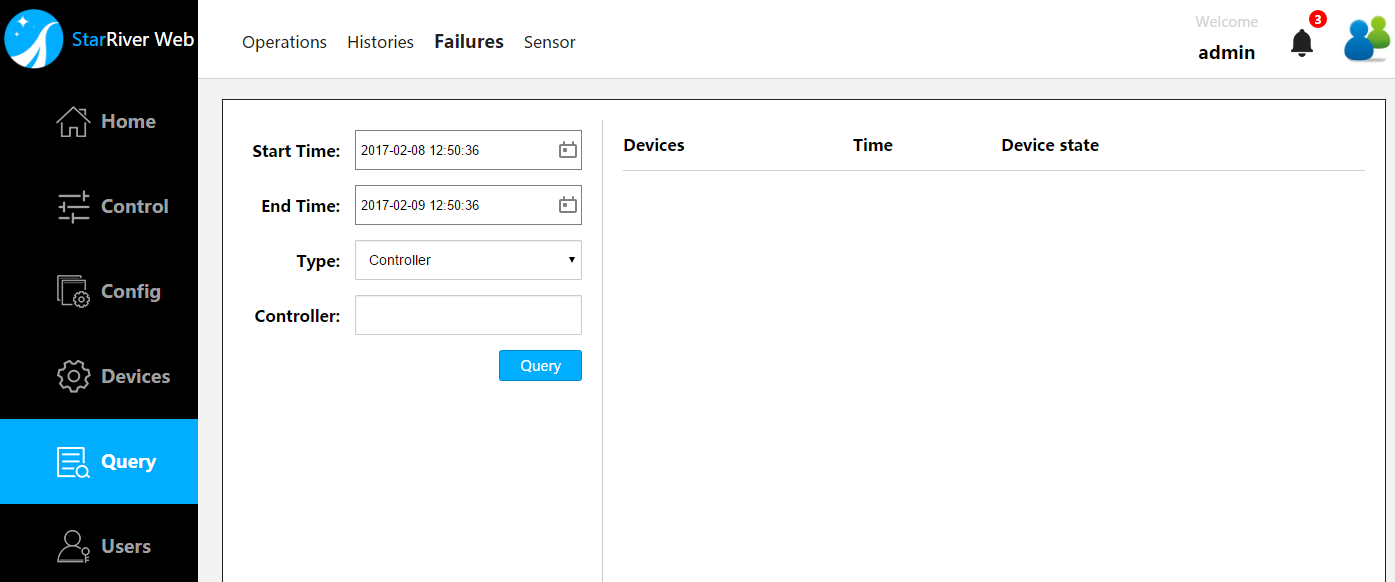 StarRiver Web
Operations Histories Failures Sensor
Welcome
admin
3
Home
Control
Config
Devices
Query
Users
Start Time: 2017-02-08 12:50:36
End Time: 2017-02-09 12:50:36
Type: Controller
Controller:
Query
Devices Time Device state